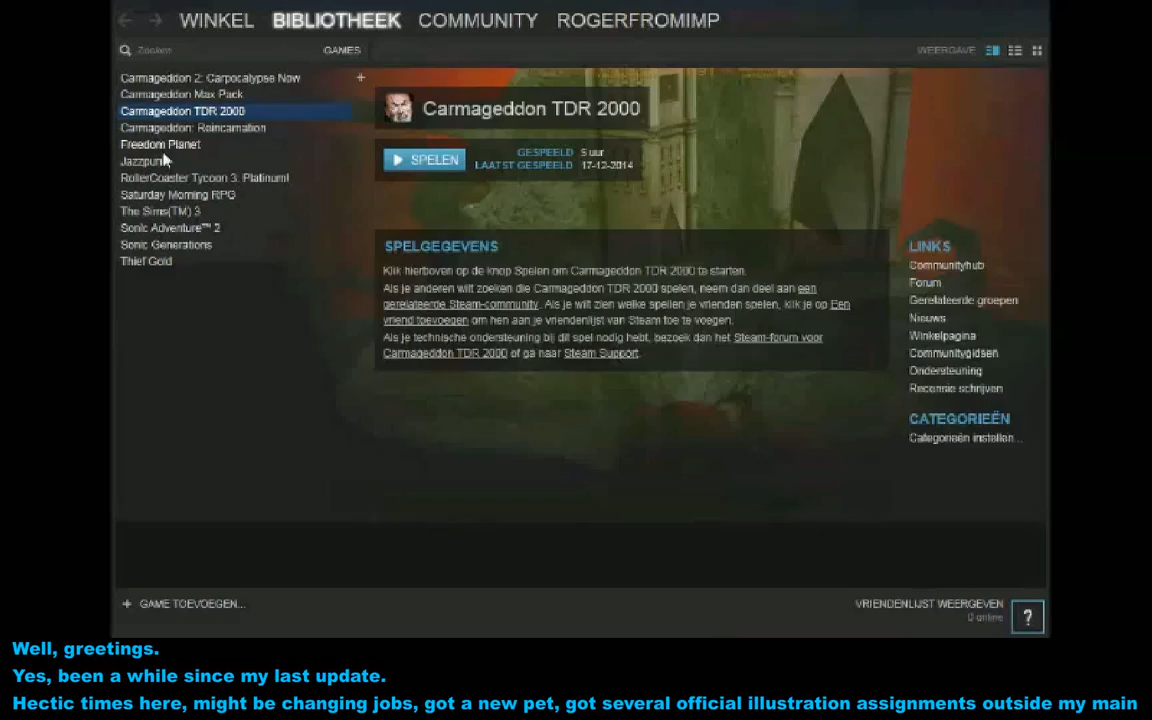 WINKEL BIBLIOTHEEK COMMUNITY ROGERFROMIMP
Zoeken GAMES WEERGAVE
Carmageddon 2: Carpocalypse Now +
Carmageddon Max Pack
Carmageddon TDR 2000
Carmageddon: Reincarnation
Freedom Planet
Jazzpunk
RollerCoaster Tycoon 3: Platinum!
Saturday Morning RPG
The Sims(TM) 3
Sonic Adventure™ 2
Sonic Generations
Thief Gold
Carmageddon TDR 2000
SPELEN
GESPEELD 5 uur
LAATST GESPEELD 17-12-2014
SPELGEGEVENS
Klik hierboven op de knop Spelen om Carmageddon TDR 2000 te starten.
Als je anderen wilt zoeken die Carmageddon TDR 2000 spelen, neem dan deel aan een
gerelateerde Steam-community. Als je wilt zien welke spellen je vrienden spelen, klik je op Een
vriend toevoegen om hen aan je vriendenlijst van Steam toe te voegen.
Als je technische ondersteuning bij dit spel nodig hebt, bezoek dan het Steam-forum voor
Carmageddon TDR 2000 of ga naar Steam Support.
LINKS
Communityhub
Forum
Gerelateerde groepen
Nieuws
Winkelpagina
Communitygidsen
Ondersteuning
Recensie schrijven
CATEGORIEËN
Categorieën instellen...
+ GAME TOEVOEGEN...
VRIENDENLIJST WEERGEVEN
0 online
?
Well, greetings.
Yes, been a while since my last update.
Hectic times here, might be changing jobs, got a new pet, got several official illustration assignments outside my main